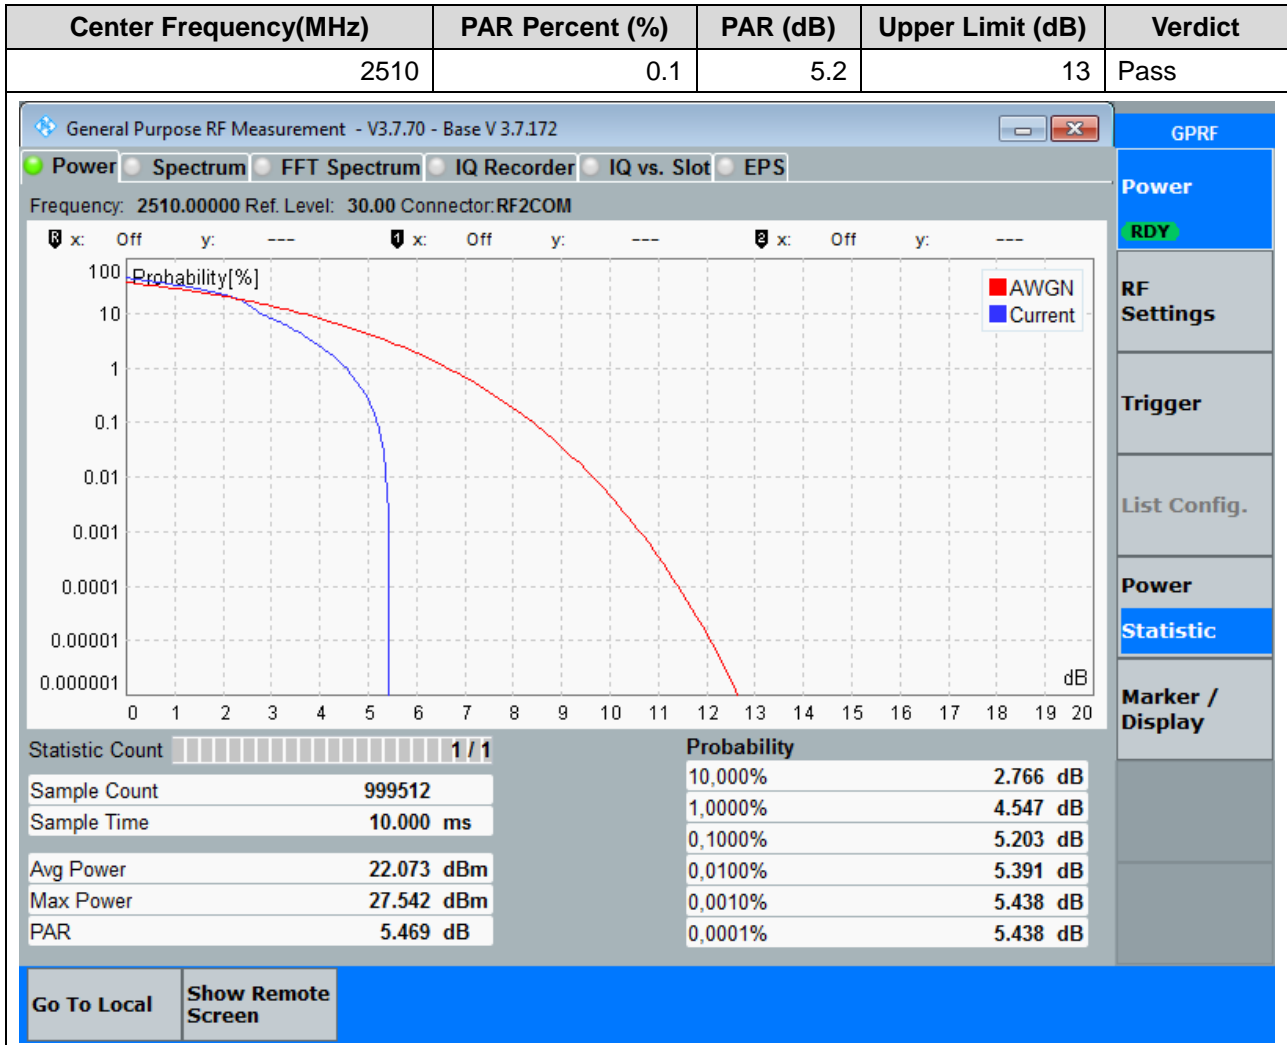 Center Frequency(MHz) PAR Percent (%) PAR (dB) Upper Limit (dB) Verdict
2510 0.1 5.2 13 Pass
General Purpose RF Measurement - V3.7.70 - Base V 3.7.172
GPRF
Power Spectrum FFT Spectrum IQ Recorder IQ vs. Slot EPS
Frequency: 2510.00000 Ref. Level: 30.00 Connector: RF2COM
R x: Off y: --- 1 x: Off y: --- 2 x: Off y: ---
Probability[%]
AWGN
Current
100
10
1
0.1
0.01
0.001
0.0001
0.00001
0.000001
dB
0 1 2 3 4 5 6 7 8 9 10 11 12 13 14 15 16 17 18 19 20
Statistic Count 1 / 1
Sample Count 999512
Sample Time 10.000 ms
Avg Power 22.073 dBm
Max Power 27.542 dBm
PAR 5.469 dB
Probability
10,000% 2.766 dB
1,0000% 4.547 dB
0,1000% 5.203 dB
0,0100% 5.391 dB
0,0010% 5.438 dB
0,0001% 5.438 dB
Power
RDY
RF
Settings
Trigger
List Config.
Power
Statistic
Marker /
Display
Go To Local
Show Remote
Screen